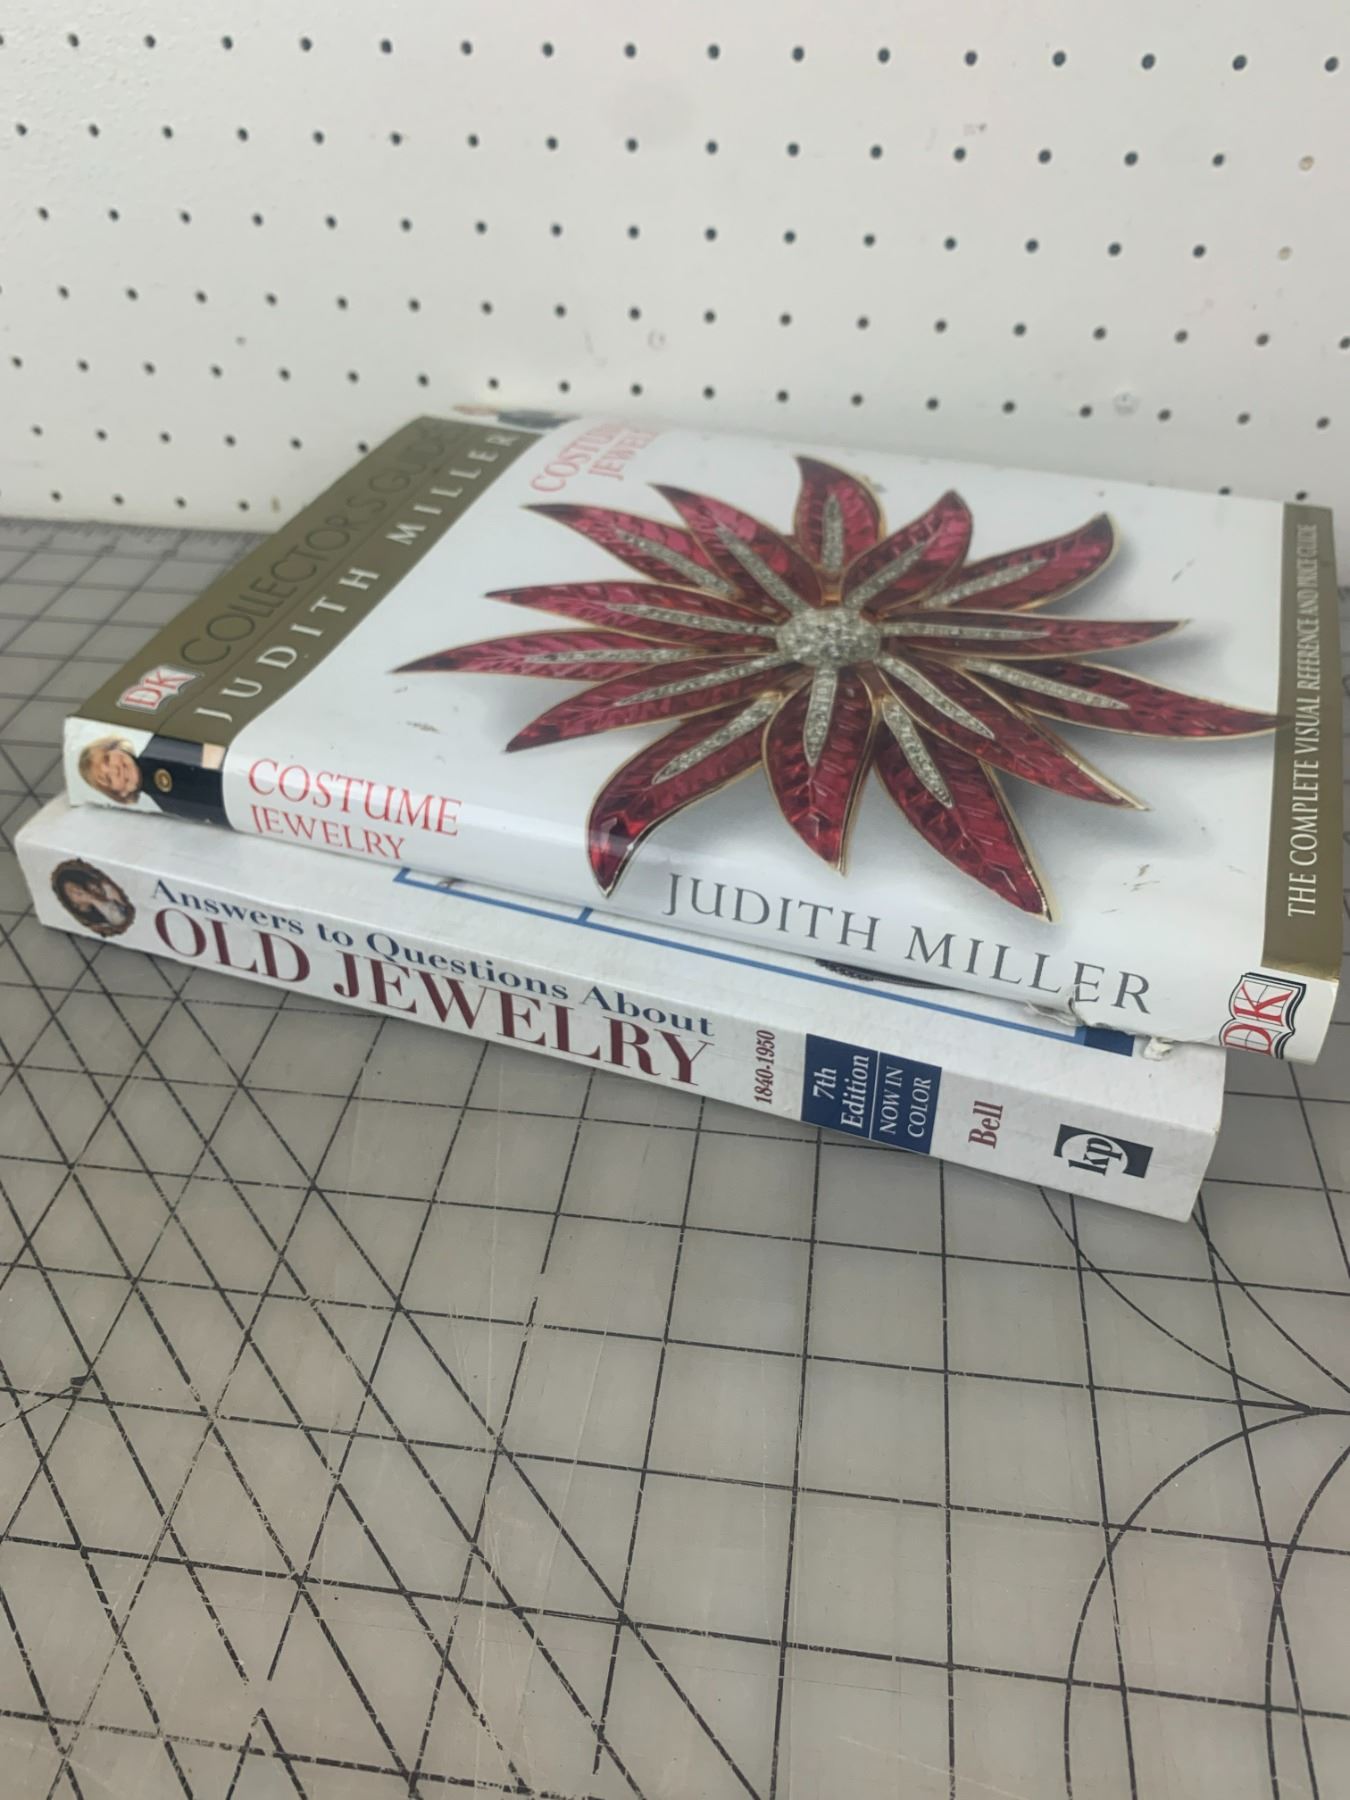 COLLECTOR'S GUIDE
JUDITH MILLER
DK
COSTUME
JEWELRY
THE COMPLETE VISUAL REFERENCE AND PRICE GUIDE
COSTUME
JEWELRY
JUDITH MILLER
DK
Answers to Questions About
OLD JEWELRY
1840-1950
7th
Edition
NOW IN
COLOR
Bell
kp